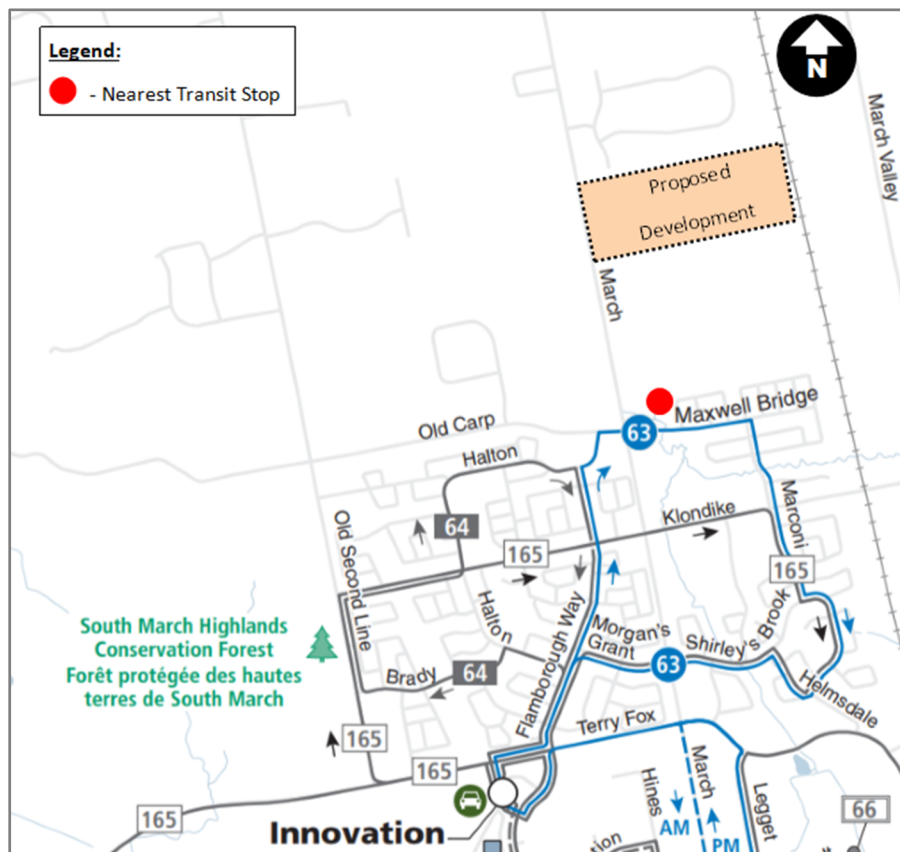 Legend:
- Nearest Transit Stop
N
March Valley
Proposed
Development
March
Maxwell Bridge
63
Old Carp
Halton
Klondike
64
165
Marconi
165
Old Second Line
Halton
Flamborough Way
Morgan's
Grant
Shirley's Brook
63
Helmsdale
South March Highlands
Conservation Forest
Forêt protégée des hautes
terres de South March
Brady
64
165
Terry Fox
165
March
Hines
Legget
165
AM
PM
66
Innovation